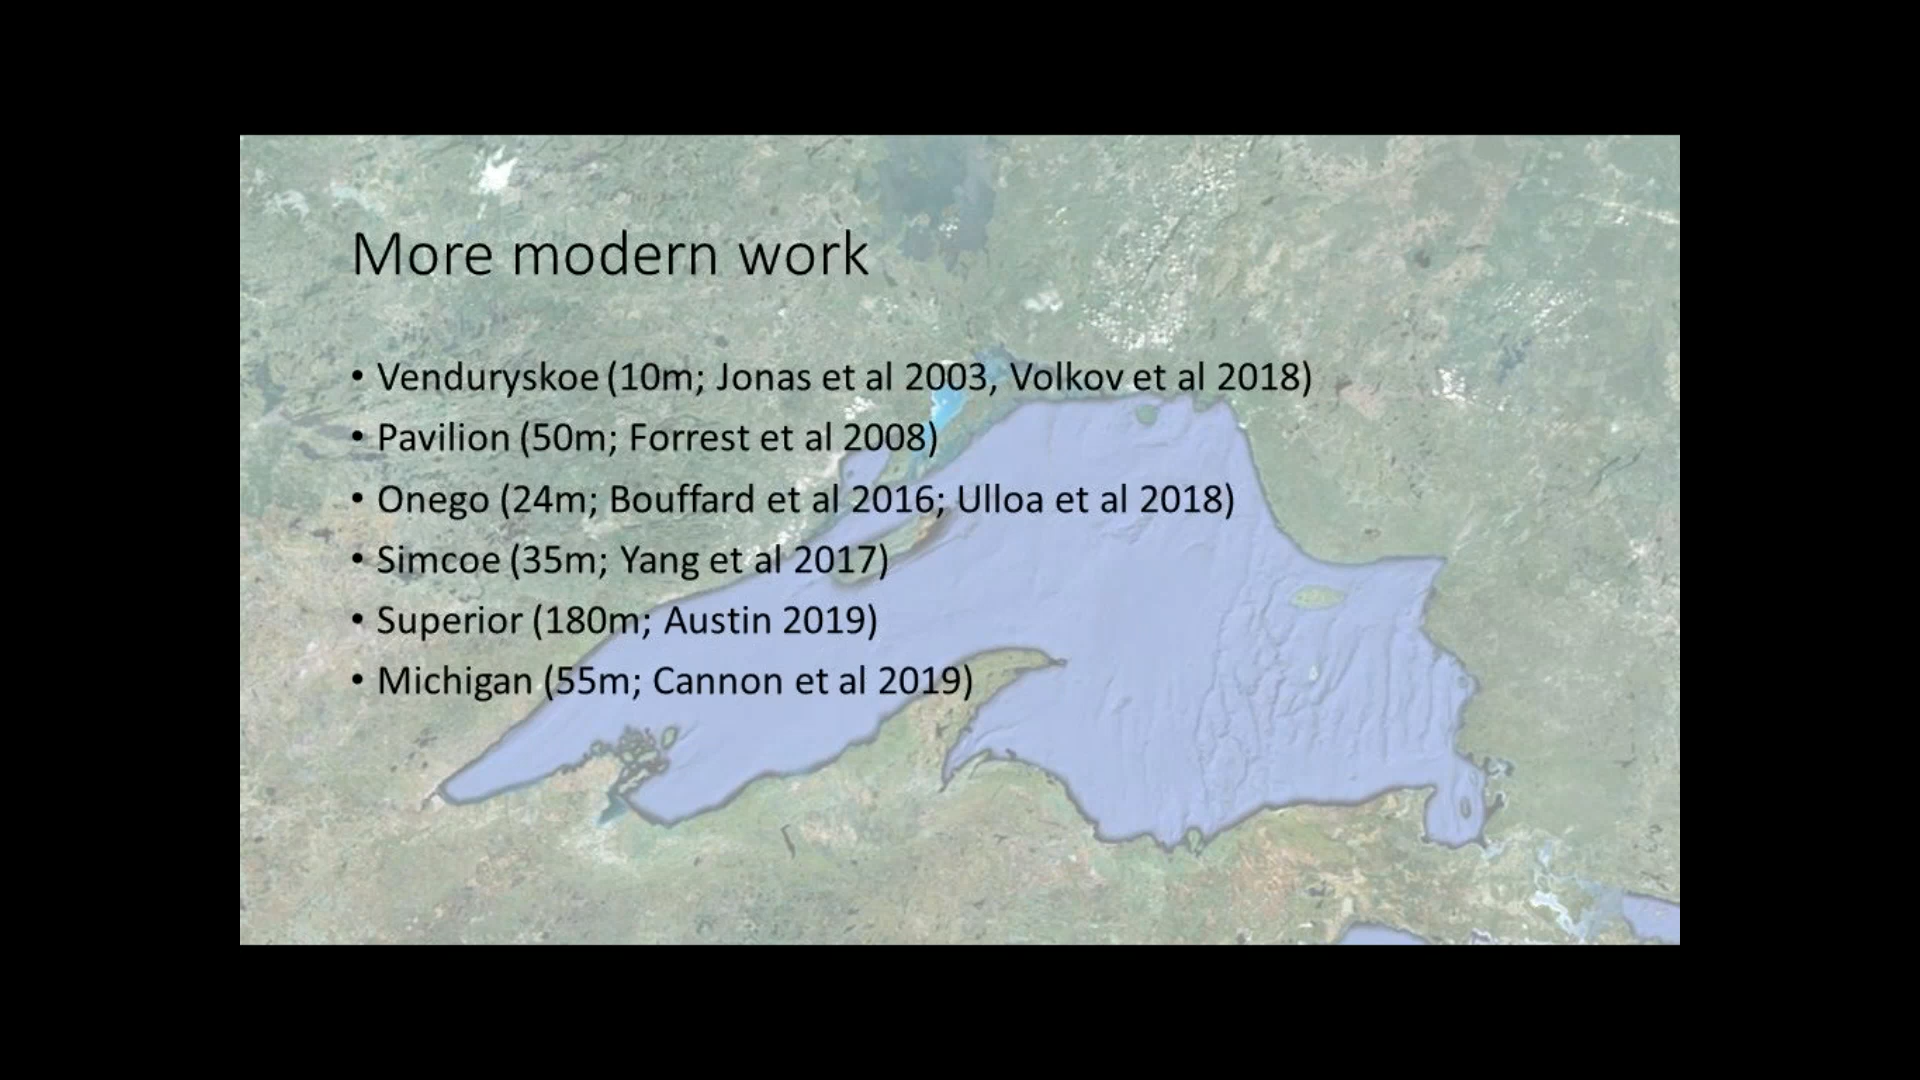 More modern work
• Venduryskoe (10m; Jonas et al 2003, Volkov et al 2018)
• Pavilion (50m; Forrest et al 2008)
• Onego (24m; Bouffard et al 2016; Ulloa et al 2018)
• Simcoe (35m; Yang et al 2017)
• Superior (180m; Austin 2019)
• Michigan (55m; Cannon et al 2019)